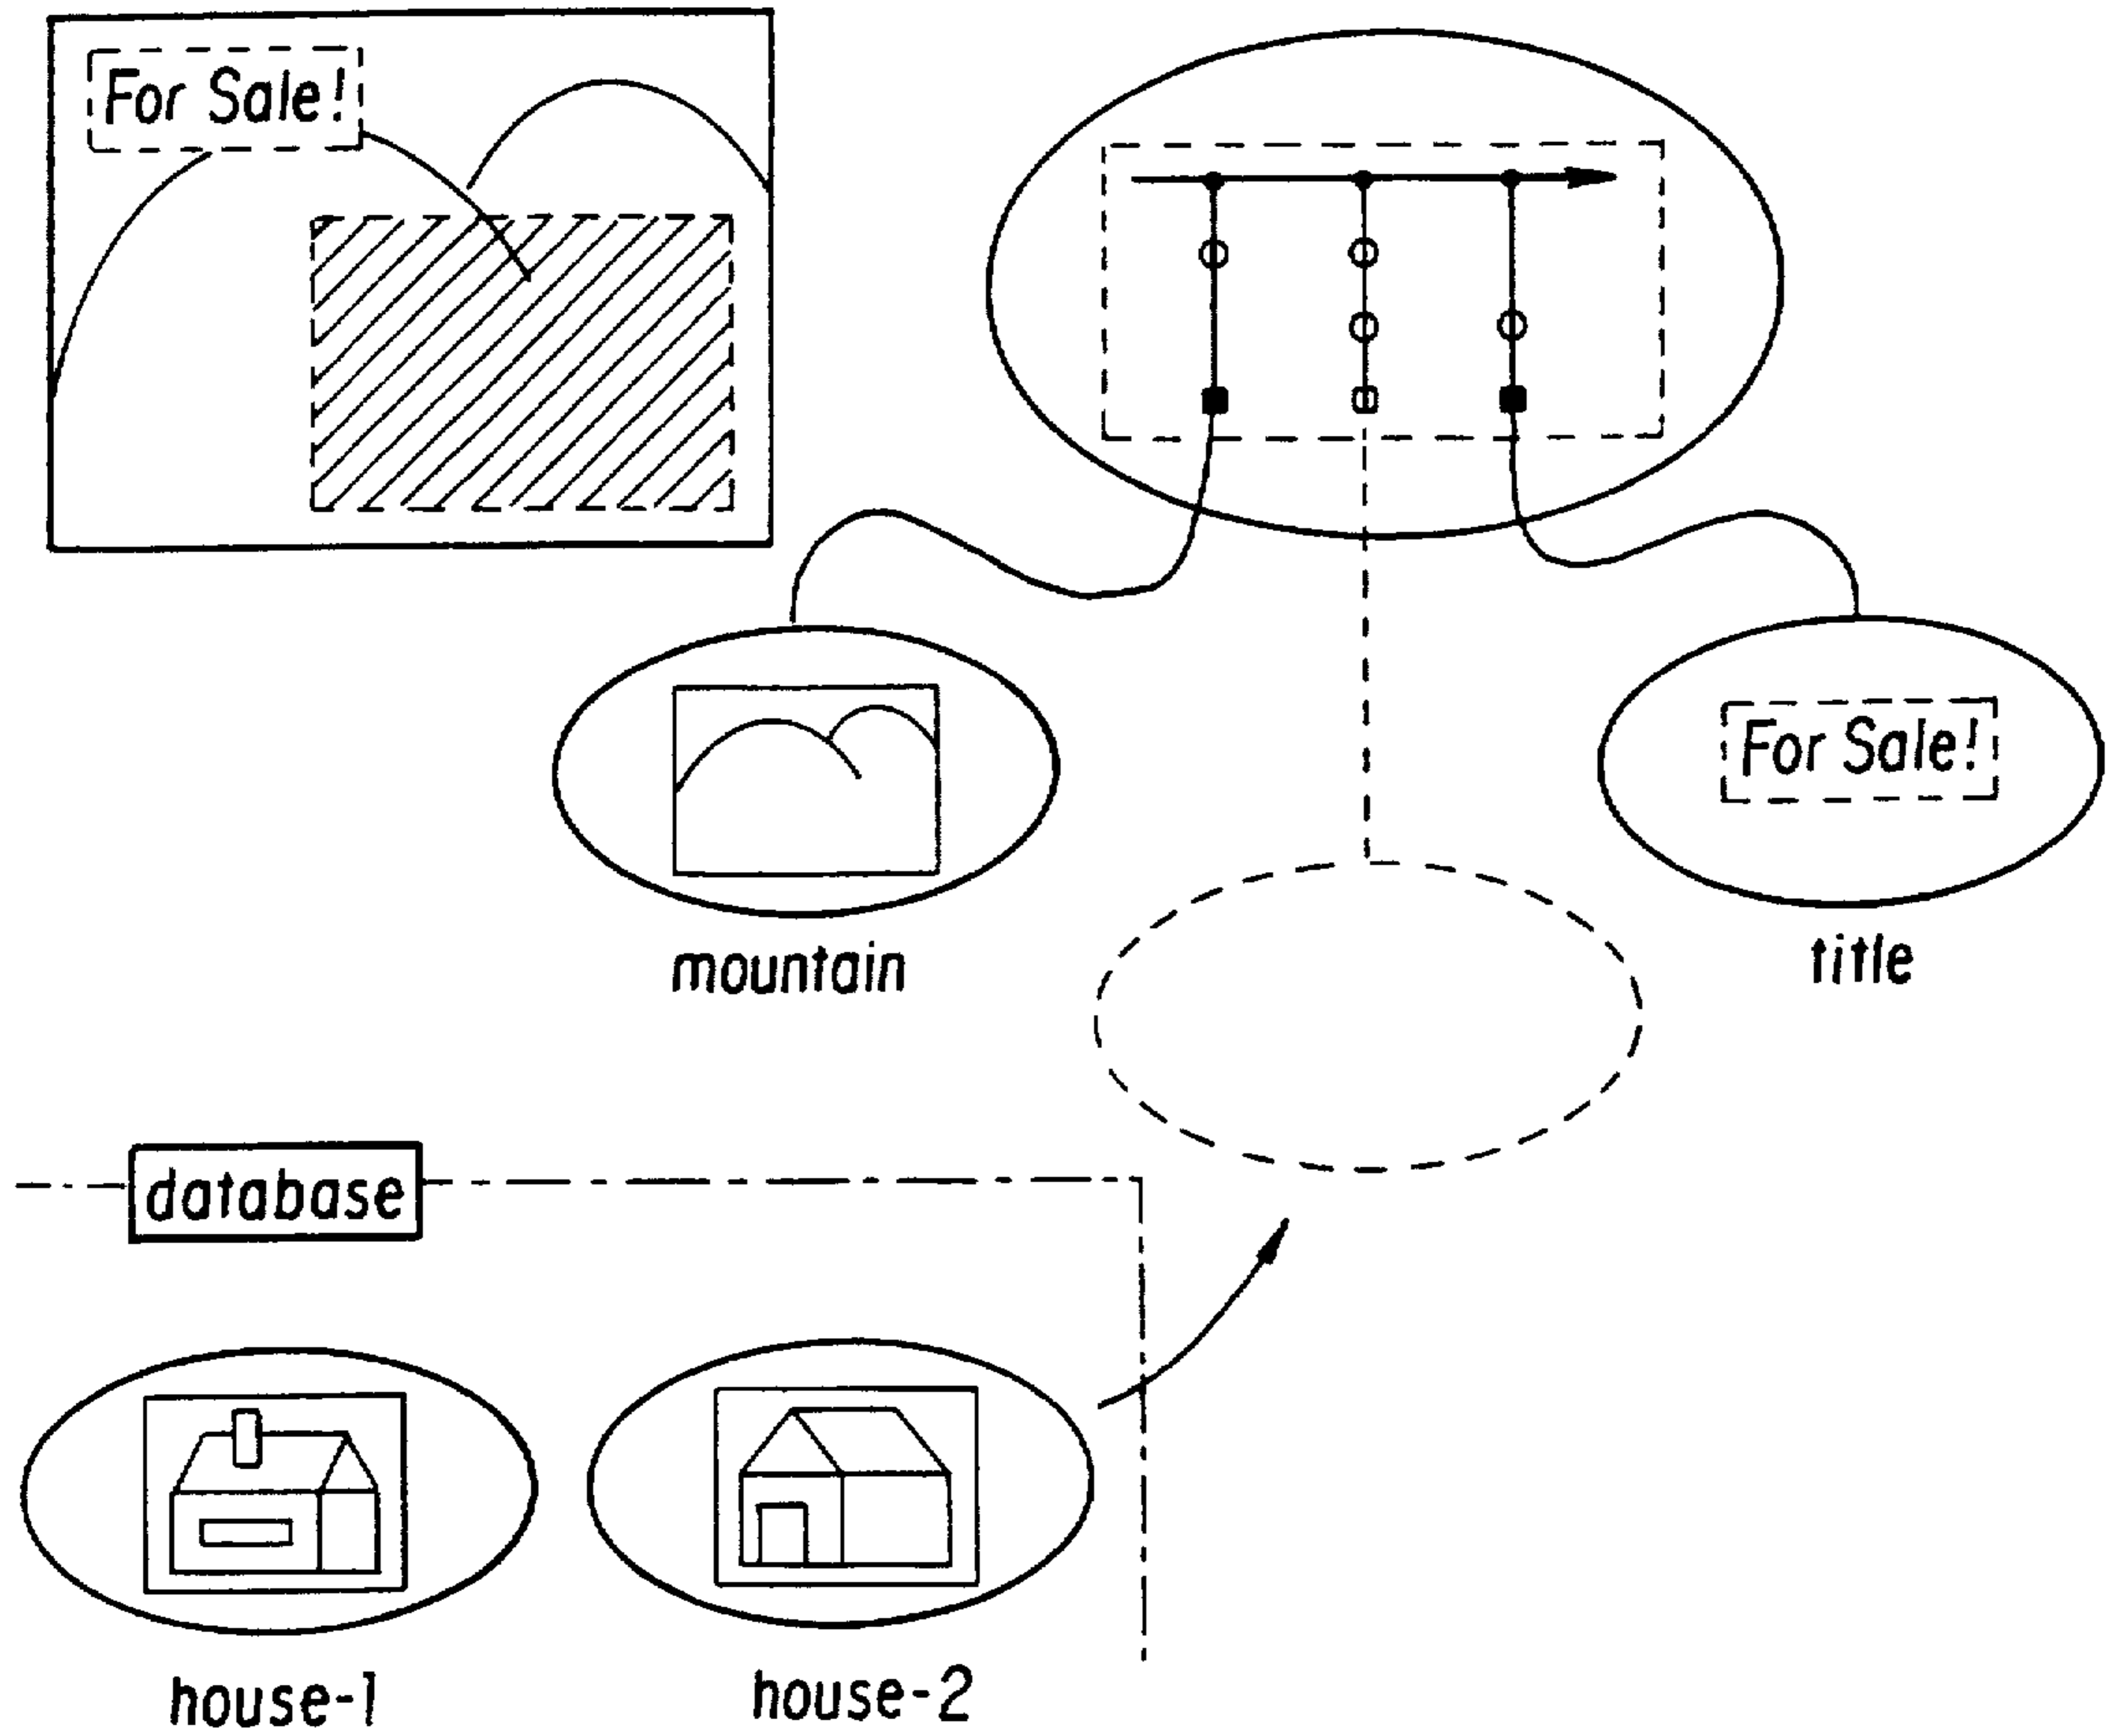 For Sale!
For Sale!
mountain
title
database
house-1
house-2